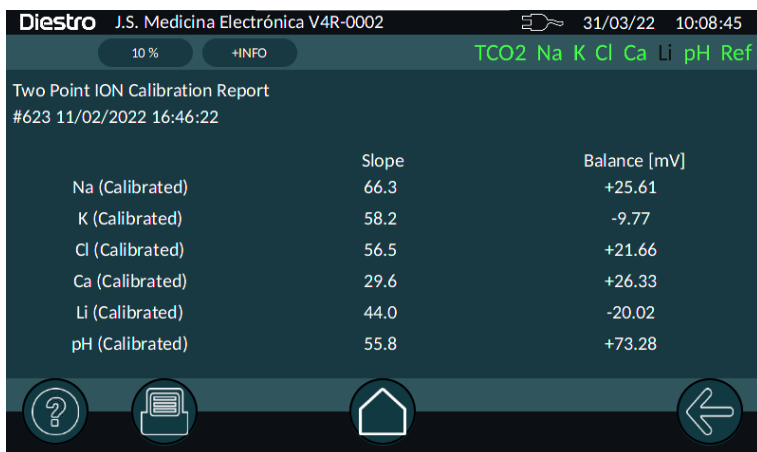 Diestro J.S. Medicina Electrónica V4R-0002 31/03/22 10:08:45
10 % +INFO TCO2 Na K Cl Ca Li pH Ref
Two Point ION Calibration Report
#623 11/02/2022 16:46:22
Slope Balance [mV]
Na (Calibrated) 66.3 +25.61
K (Calibrated) 58.2 -9.77
Cl (Calibrated) 56.5 +21.66
Ca (Calibrated) 29.6 +26.33
Li (Calibrated) 44.0 -20.02
pH (Calibrated) 55.8 +73.28
?